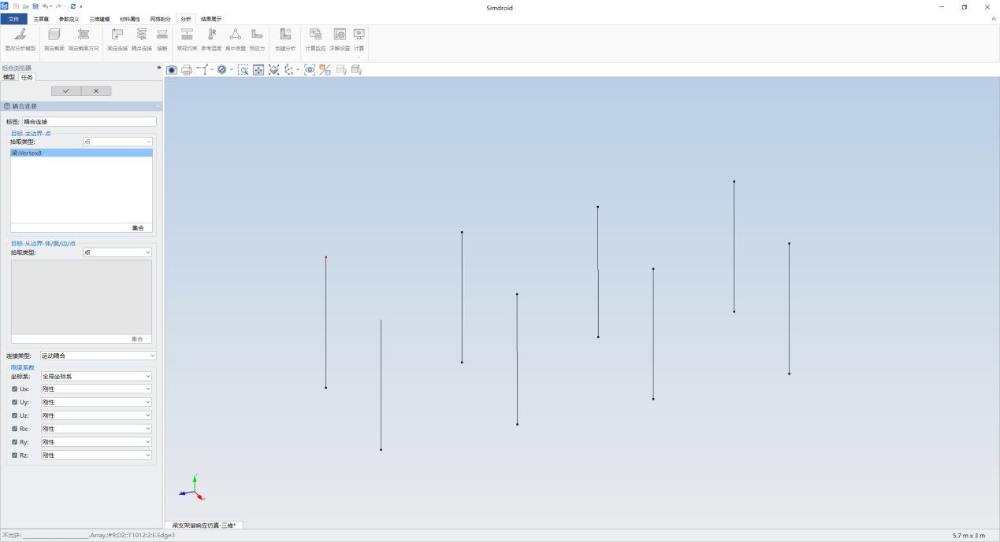 Simdroid
文件 主屏幕 参数定义 三维建模 材料属性 网格剖分 分析 结果展示
更改分析模型 指定截面 指定截面方向 固定连接 耦合连接 接触 常规约束 参考温度 集中质量 预应力 创建分析 计算监控 求解设置 计算
组合浏览器
模型 任务
耦合连接
标签: 耦合连接
目标-主边界-点
拾取类型: 点
梁:Vertex8
集合
目标-从边界-体/面/边/点
拾取类型: 点
集合
连接类型: 运动耦合
刚度系数
坐标系: 全局坐标系
Ux: 刚性
Uy: 刚性
Uz: 刚性
Rx: 刚性
Ry: 刚性
Rz: 刚性
Y
Z
X
梁支架谐响应仿真-三维*
不允许: ____________________.Array.;#9;D2;:T1012;2:E.Edge3
5.7 m x 3 m